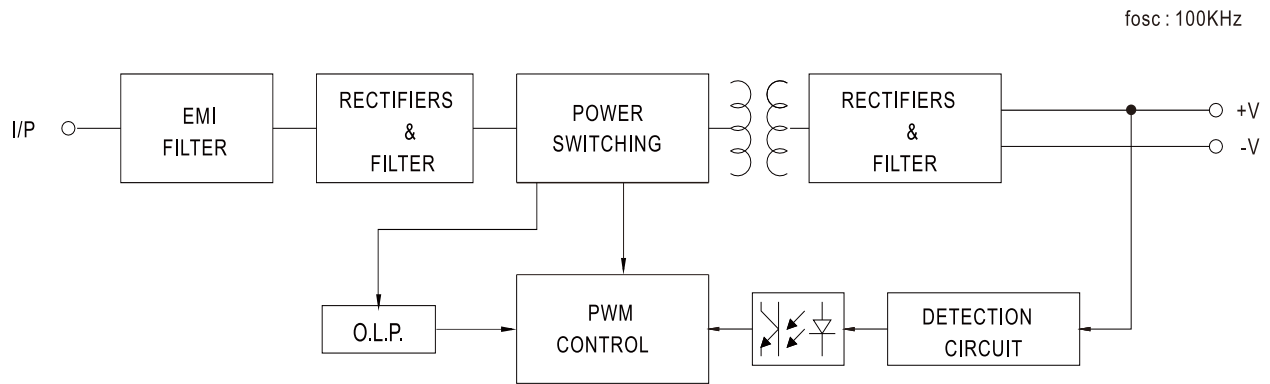 fosc : 100KHz
I/P
EMI
FILTER
RECTIFIERS
&
FILTER
POWER
SWITCHING
RECTIFIERS
&
FILTER
+V
-V
O.L.P.
PWM
CONTROL
DETECTION
CIRCUIT